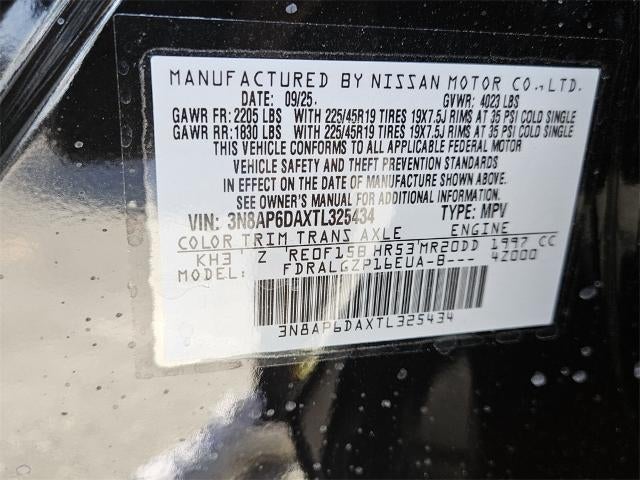 MANUFACTURED BY NISSAN MOTOR CO., LTD.
DATE: 09/25. GVWR: 4023 LBS
GAWR FR: 2205 LBS WITH 225/45R19 TIRES 19X7.5J RIMS AT 35 PSI COLD SINGLE
GAWR RR: 1830 LBS WITH 225/45R19 TIRES 19X7.5J RIMS AT 35 PSI COLD SINGLE
THIS VEHICLE CONFORMS TO ALL APPLICABLE FEDERAL MOTOR
VEHICLE SAFETY AND THEFT PREVENTION STANDARDS
IN EFFECT ON THE DATE OF MANUFACTURE SHOWN ABOVE.
SEE OWNER'S MANUAL FOR ADDITIONAL INFORMATION
VIN: 3N8AP6DAXTL325434 TYPE: MPV
COLOR TRIM TRANS AXLE ENGINE
KH3 Z RE0F15B HR53 MR20DD 1997 CC
MODEL: FDRALGZP16EUA-B--- 4Z000
3N8AP6DAXTL325434